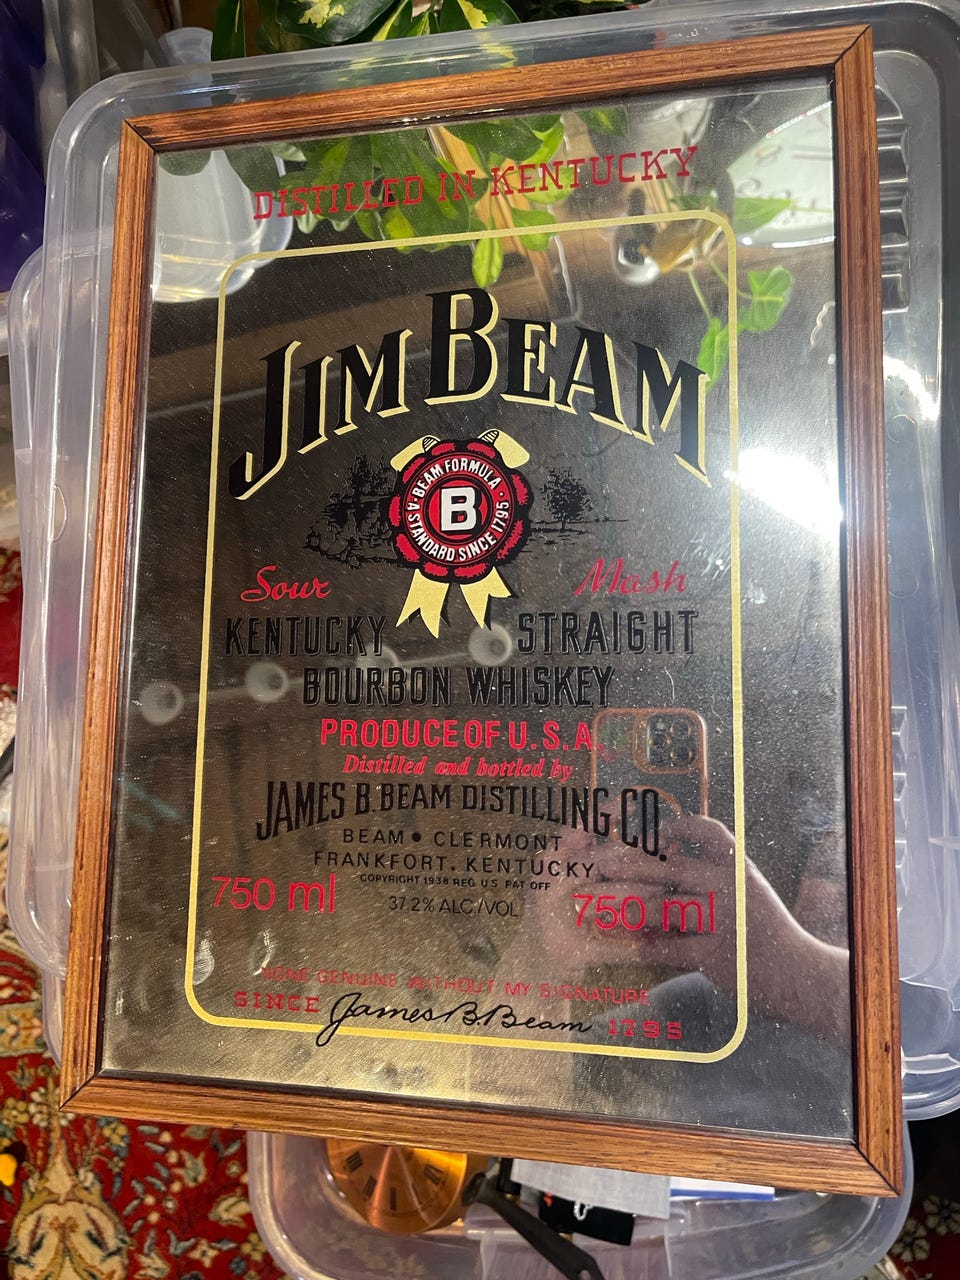 DISTILLED IN KENTUCKY
JIM BEAM
BEAM FORMULA
B
A STANDARD SINCE 1795
Sour Mash
KENTUCKY STRAIGHT
BOURBON WHISKEY
PRODUCE OF U.S.A.
Distilled and bottled by
JAMES B. BEAM DISTILLING CO.
BEAM • CLERMONT
FRANKFORT, KENTUCKY
COPYRIGHT 1938 REG US PAT OFF
750 ml 37.2% ALC/VOL 750 ml
NONE GENUINE WITHOUT MY SIGNATURE
SINCE James B. Beam 1795